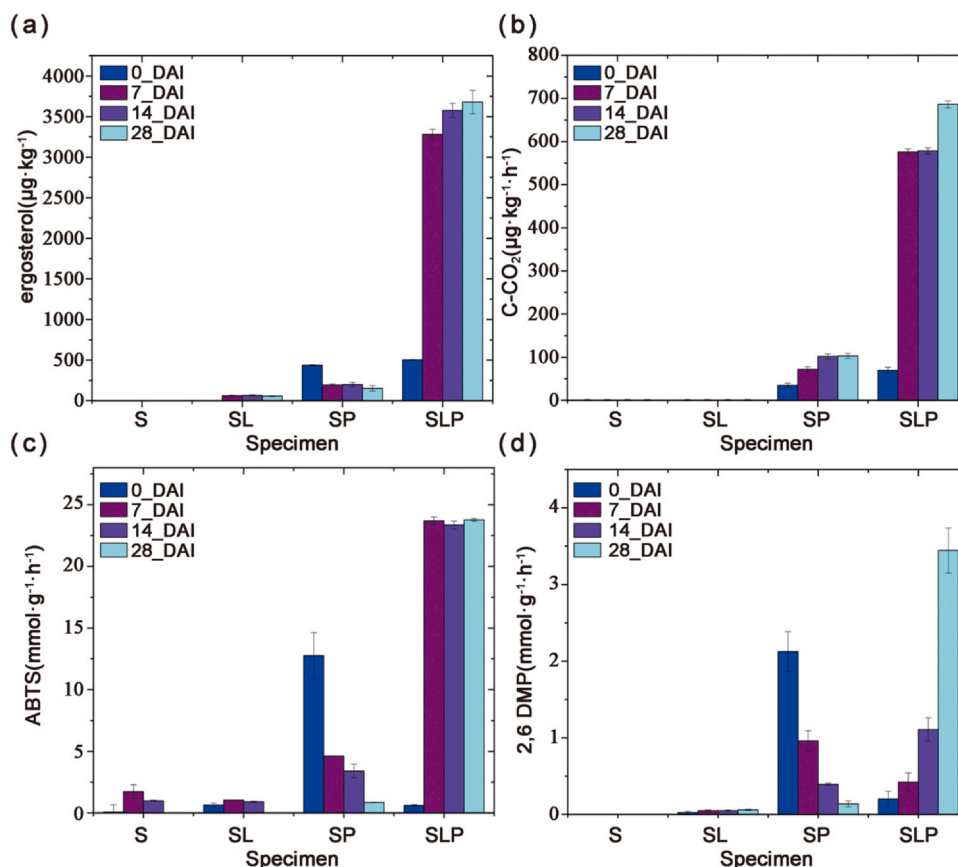 (a)
ergosterol(μg·kg⁻¹)
4000
3500
3000
2500
2000
1500
1000
500
0
0_DAI
7_DAI
14_DAI
28_DAI
S SL SP SLP
Specimen
(b)
C-CO₂(μg·kg⁻¹·h⁻¹)
800
700
600
500
400
300
200
100
0
0_DAI
7_DAI
14_DAI
28_DAI
S SL SP SLP
Specimen
(c)
ABTS(mmol·g⁻¹·h⁻¹)
25
20
15
10
5
0
0_DAI
7_DAI
14_DAI
28_DAI
S SL SP SLP
Specimen
(d)
2,6 DMP(mmol·g⁻¹·h⁻¹)
4
3
2
1
0
0_DAI
7_DAI
14_DAI
28_DAI
S SL SP SLP
Specimen